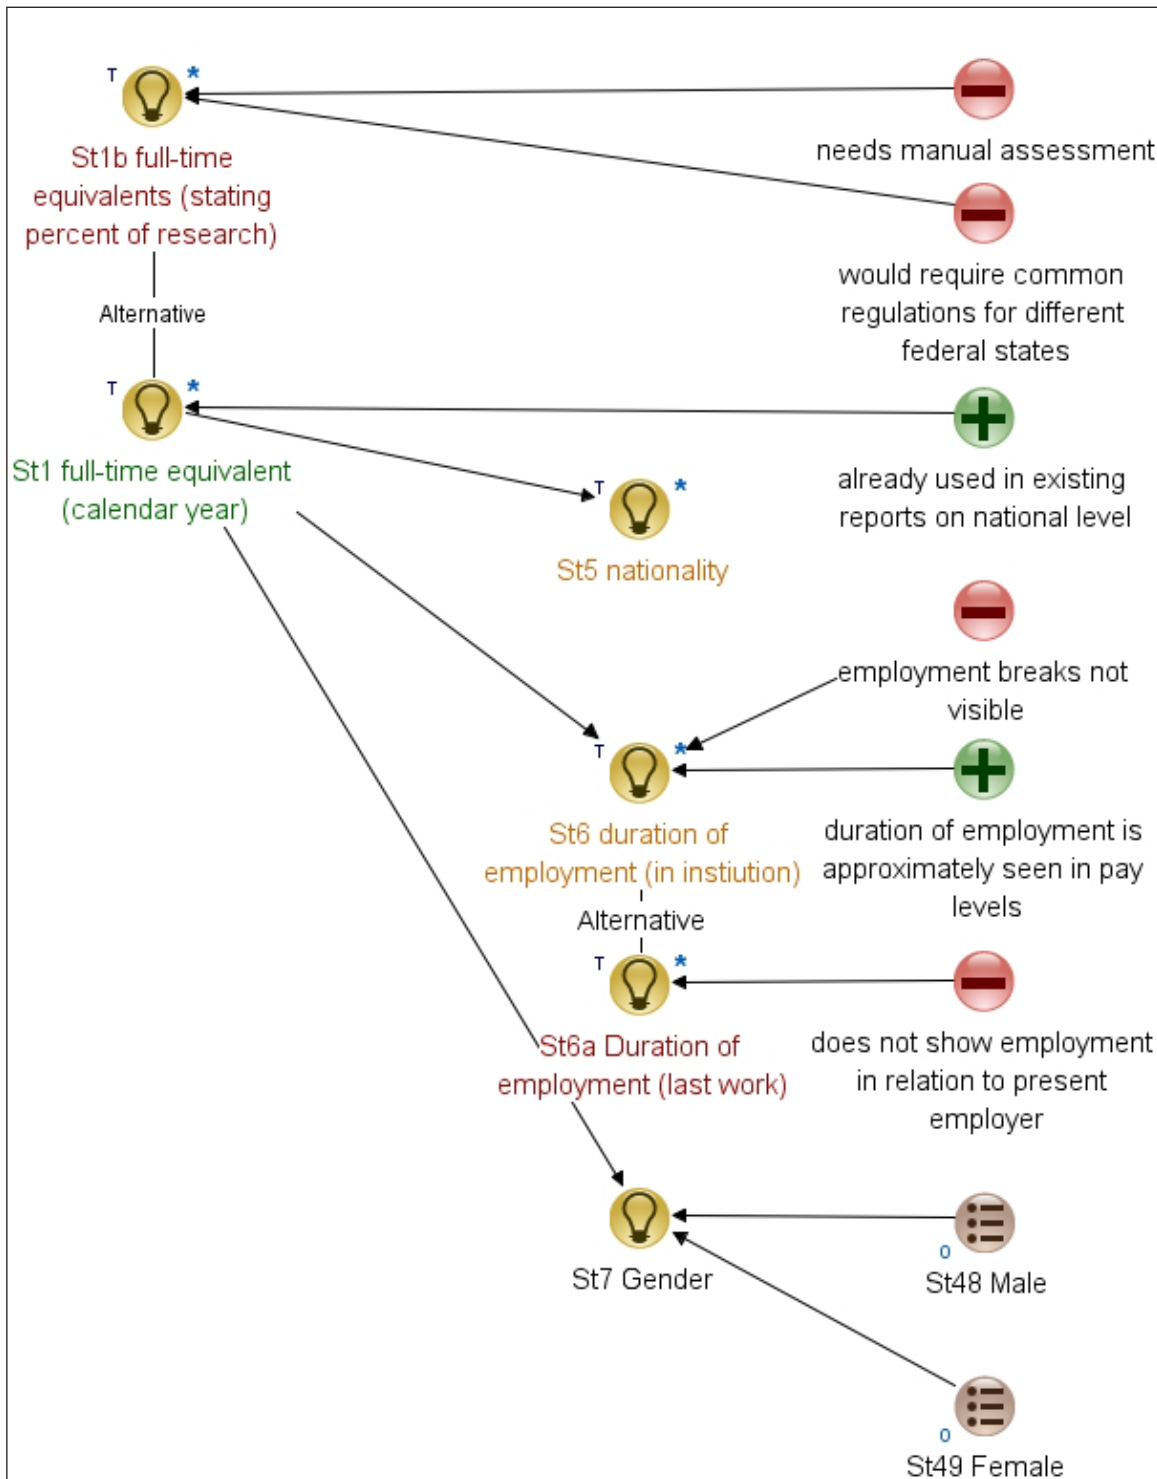 T *
St1b full-time
equivalents (stating
percent of research)
needs manual assessment
would require common
regulations for different
federal states
Alternative
T *
St1 full-time equivalent
(calendar year)
already used in existing
reports on national level
T *
St5 nationality
employment breaks not
visible
T *
St6 duration of
employment (in instiution)
duration of employment is
approximately seen in pay
levels
Alternative
T *
St6a Duration of
employment (last work)
does not show employment
in relation to present
employer
St7 Gender
o
St48 Male
o
St49 Female